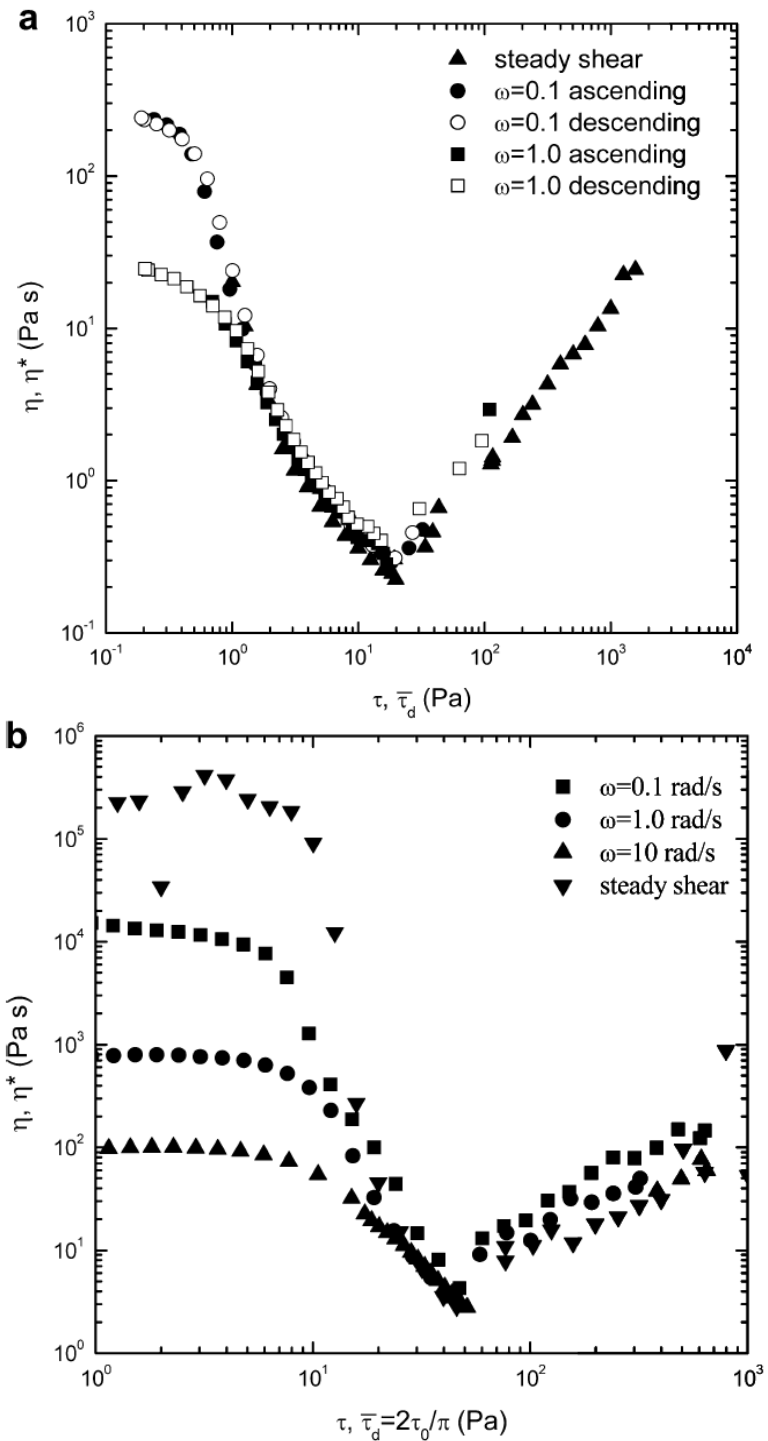 a
10³
10²
10¹
10⁰
10⁻¹
η, η* (Pa s)
steady shear
ω=0.1 ascending
ω=0.1 descending
ω=1.0 ascending
ω=1.0 descending
10⁻¹ 10⁰ 10¹ 10² 10³ 10⁴
τ, τ̅d (Pa)
b
10⁶
10⁵
10⁴
10³
10²
10¹
10⁰
η, η* (Pa s)
ω=0.1 rad/s
ω=1.0 rad/s
ω=10 rad/s
steady shear
10⁰ 10¹ 10² 10³
τ, τ̅d=2τ₀/π (Pa)